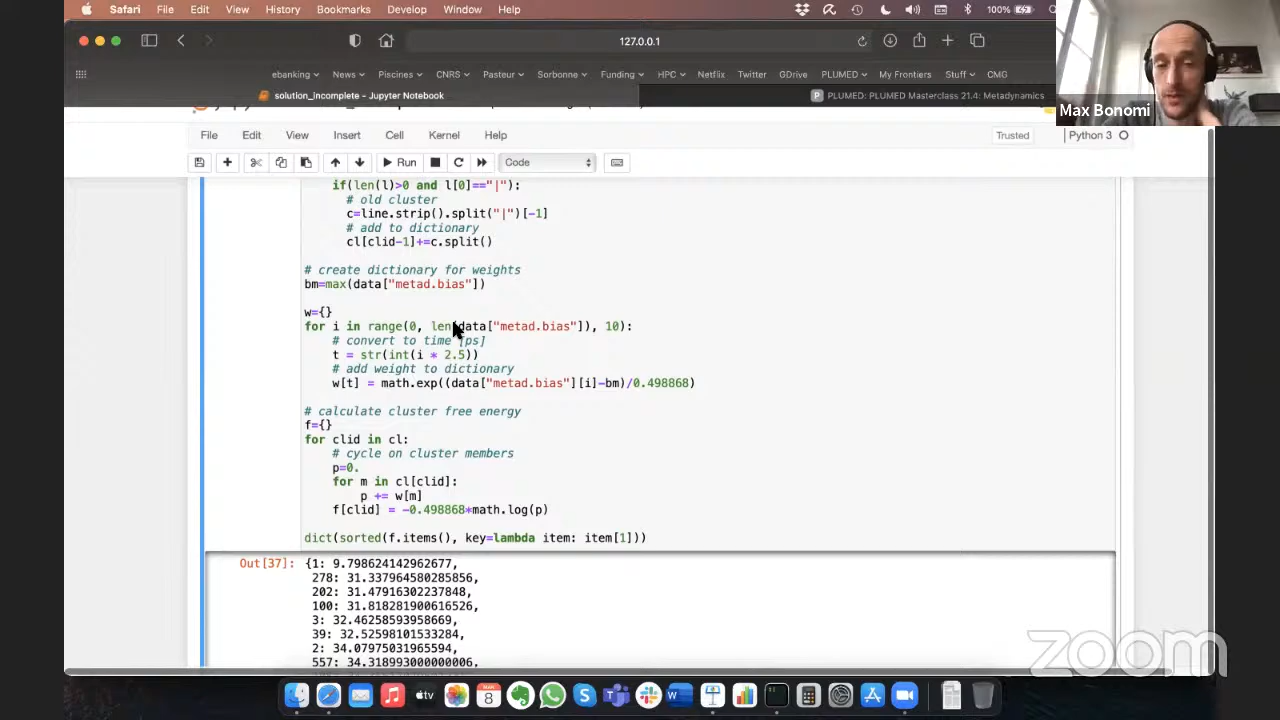 Safari File Edit View History Bookmarks Develop Window Help 100%
127.0.0.1
ebanking News Piscines CNRS Pasteur Sorbonne Funding HPC Netflix Twitter GDrive PLUMED My Frontiers Stuff CMG
solution_incomplete - Jupyter Notebook
PLUMED: PLUMED Masterclass 21.4: Metadynamics
Max Bonomi
File Edit View Insert Cell Kernel Help
Trusted
Python 3
Run
Code
if(len(l)>0 and l[0]=="|"):
# old cluster
c=line.strip().split("|")[-1]
# add to dictionary
cl[clid-1]+=c.split()
# create dictionary for weights
bm=max(data["metad.bias"])
w={}
for i in range(0, len(data["metad.bias"]), 10):
# convert to time [ps]
t = str(int(i * 2.5))
# add weight to dictionary
w[t] = math.exp((data["metad.bias"][i]-bm)/0.498868)
# calculate cluster free energy
f={}
for clid in cl:
# cycle on cluster members
p=0.
for m in cl[clid]:
p += w[m]
f[clid] = -0.498868*math.log(p)
dict(sorted(f.items(), key=lambda item: item[1]))
Out[37]: {1: 9.798624142962677,
278: 31.337964580285856,
202: 31.47916302237848,
100: 31.818281900616526,
3: 32.46258593958669,
39: 32.52598101533284,
2: 34.07975031965594,
557: 34.318993000000006,
zoom
MAR
8
tv